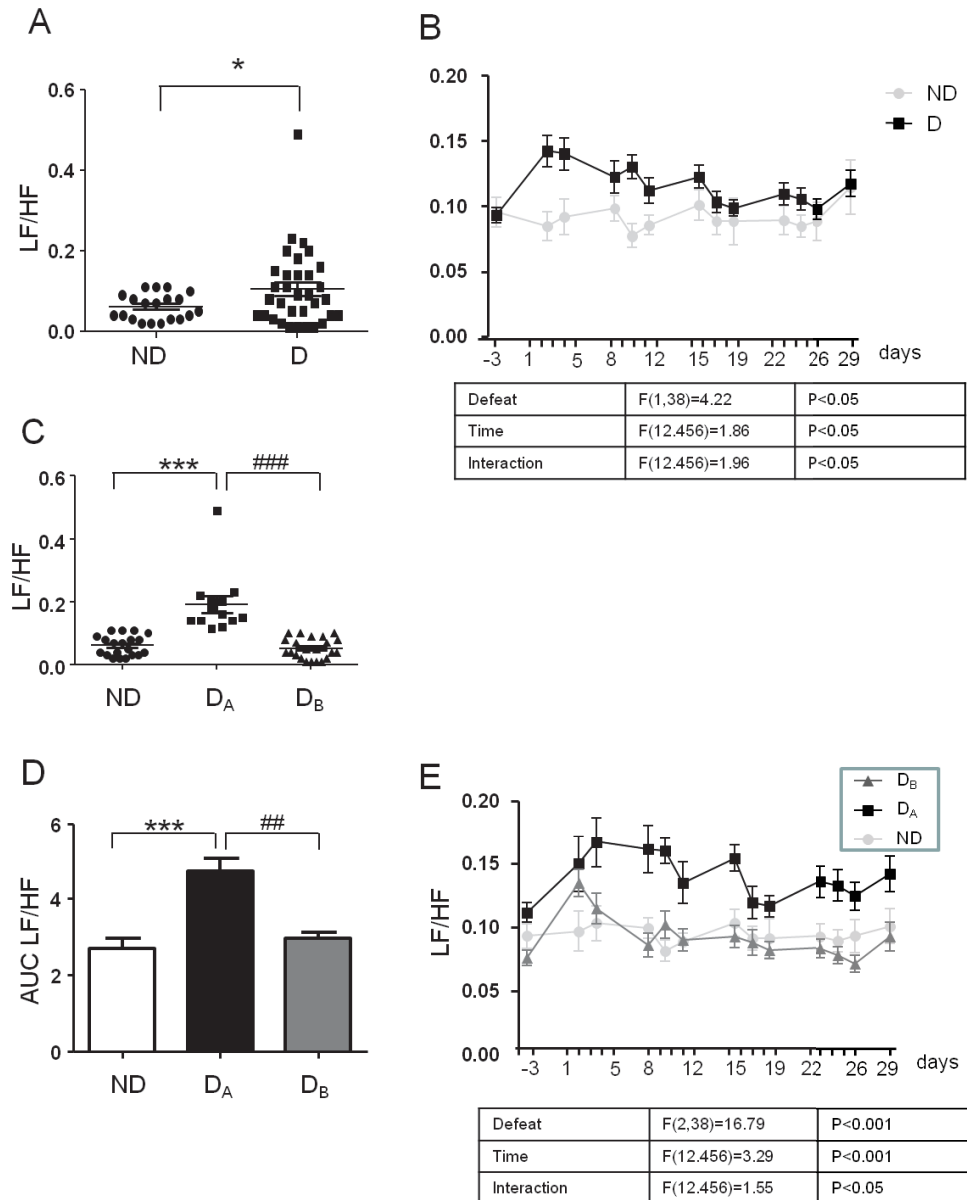 A
*
0.6
0.4
0.2
0.0
LF/HF
ND D
B
0.20
0.15
0.10
0.05
0.00
ND
D
-3 1 5 8 12 15 19 22 26 29 days
Defeat F(1,38)=4.22 P<0.05
Time F(12.456)=1.86 P<0.05
Interaction F(12.456)=1.96 P<0.05
C
*** ###
0.6
0.4
0.2
0.0
LF/HF
ND DA DB
D
*** ##
6
4
2
0
AUC LF/HF
ND DA DB
E
DB
DA
ND
0.20
0.15
0.10
0.05
0.00
LF/HF
-3 1 5 8 12 15 19 22 26 29 days
Defeat F(2,38)=16.79 P<0.001
Time F(12.456)=3.29 P<0.001
Interaction F(12.456)=1.55 P<0.05